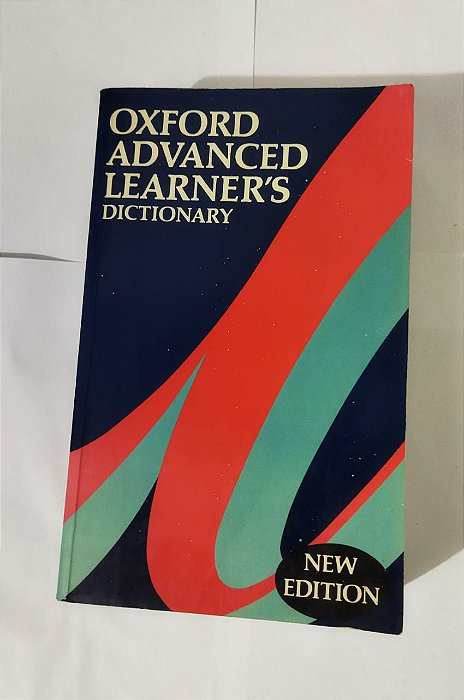 OXFORD
ADVANCED
LEARNER'S
DICTIONARY
NEW
EDITION